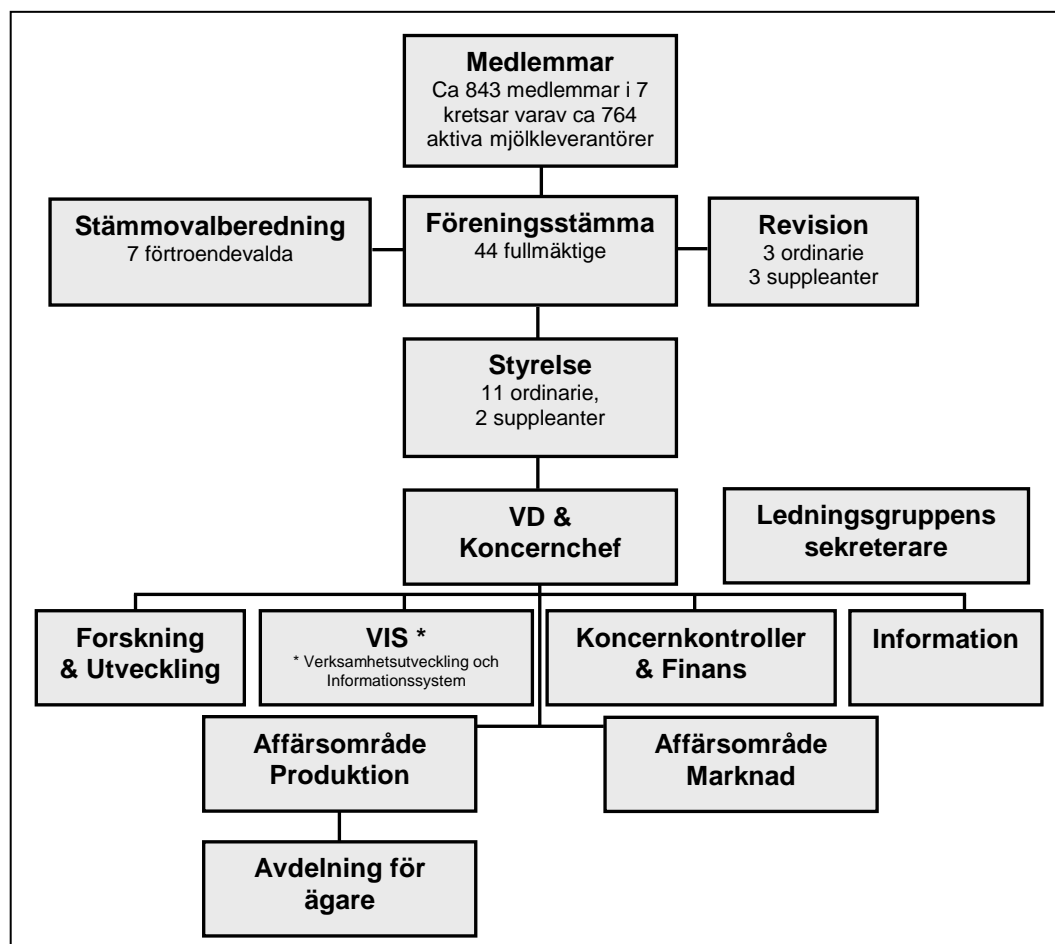 Medlemmar
Ca 843 medlemmar i 7
kretsar varav ca 764
aktiva mjölkleverantörer
Stämmovalberedning
7 förtroendevalda
Föreningsstämma
44 fullmäktige
Revision
3 ordinarie
3 suppleanter
Styrelse
11 ordinarie,
2 suppleanter
VD &
Koncernchef
Ledningsgruppens
sekreterare
Forskning
& Utveckling
VIS *
* Verksamhetsutveckling och
Informationssystem
Koncernkontroller
& Finans
Information
Affärsområde
Produktion
Affärsområde
Marknad
Avdelning för
ägare